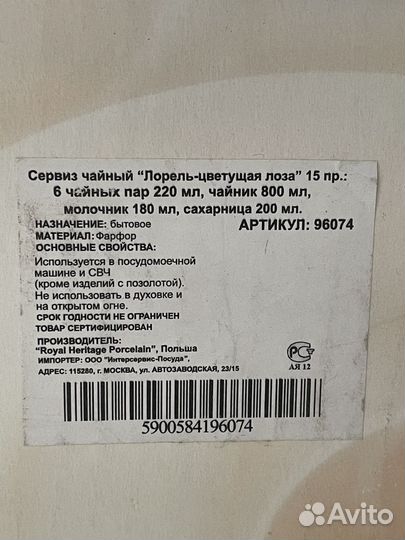 Сервиз чайный “Лорель-цветущая лоза” 15 пр.:
6 чайных пар 220 мл, чайник 800 мл,
молочник 180 мл, сахарница 200 мл.
НАЗНАЧЕНИЕ: бытовое
АРТИКУЛ: 96074
МАТЕРИАЛ: Фарфор
ОСНОВНЫЕ СВОЙСТВА:
Используется в посудомоечной
машине и СВЧ
(кроме изделий с позолотой).
Не использовать в духовке и
на открытом огне.
СРОК ГОДНОСТИ НЕ ОГРАНИЧЕН
ТОВАР СЕРТИФИЦИРОВАН
ПРОИЗВОДИТЕЛЬ:
“Royal Heritage Porcelain”, Польша
ИМПОРТЕР: ООО “Интерсервис-Посуда”,
АДРЕС: 115280, г. МОСКВА, УЛ. АВТОЗАВОДСКАЯ, 23/15
АЯ 12
5900584196074
Avito